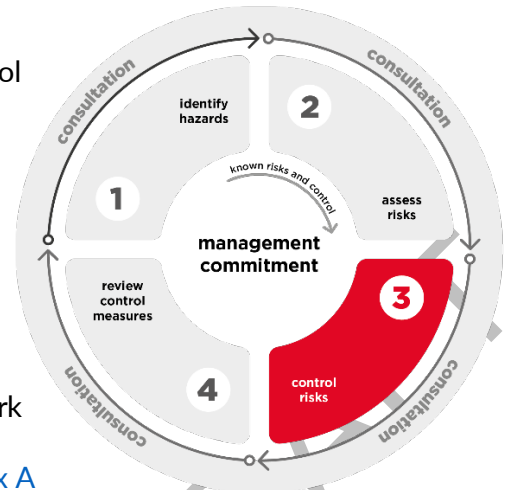 ol
consultation
consultation
identify
hazards
2
known risks and control
1
assess
risks
management
commitment
review
control
measures
3
4
control
risks
consultation
consultation
rk
x A